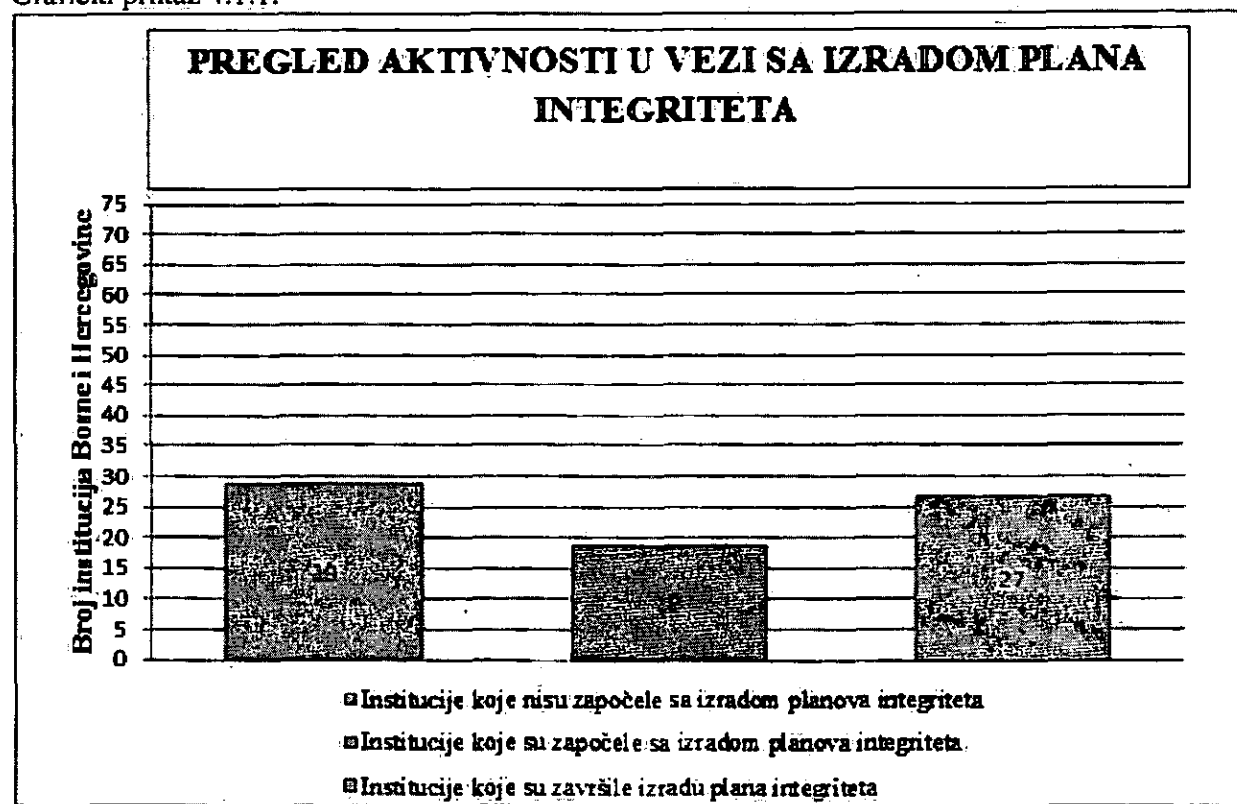 PREGLED AKTIVNOSTI U VEZI SA IZRADOM PLANA
INTEGRITETA
Broj institucija Bosne i Hercegovine
75
70
65
60
55
50
45
40
35
30
25
20
15
10
5
0
27
Institucije koje nisu započele sa izradom planova integriteta
Institucije koje su započele sa izradom planova integriteta
Institucije koje su završile izradu plana integriteta